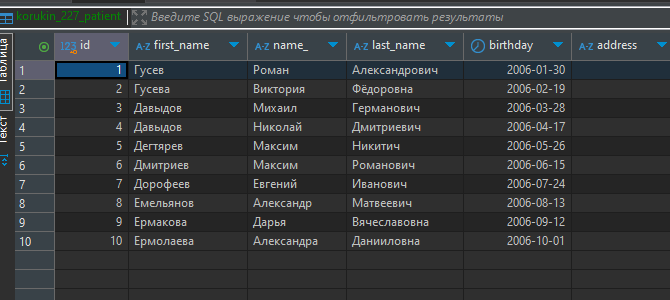 korukin_227_patient Введите SQL выражение чтобы отфильтровать результаты
Таблица
Текст
123 id A-Z first_name A-Z name_ A-Z last_name birthday A-Z address
1 1 Гусев Роман Александрович 2006-01-30
2 2 Гусева Виктория Фёдоровна 2006-02-19
3 3 Давыдов Михаил Германович 2006-03-28
4 4 Давыдов Николай Дмитриевич 2006-04-17
5 5 Дегтярев Максим Никитич 2006-05-26
6 6 Дмитриев Максим Романович 2006-06-15
7 7 Дорофеев Евгений Иванович 2006-07-24
8 8 Емельянов Александр Матвеевич 2006-08-13
9 9 Ермакова Дарья Вячеславовна 2006-09-12
10 10 Ермолаева Александра Данииловна 2006-10-01